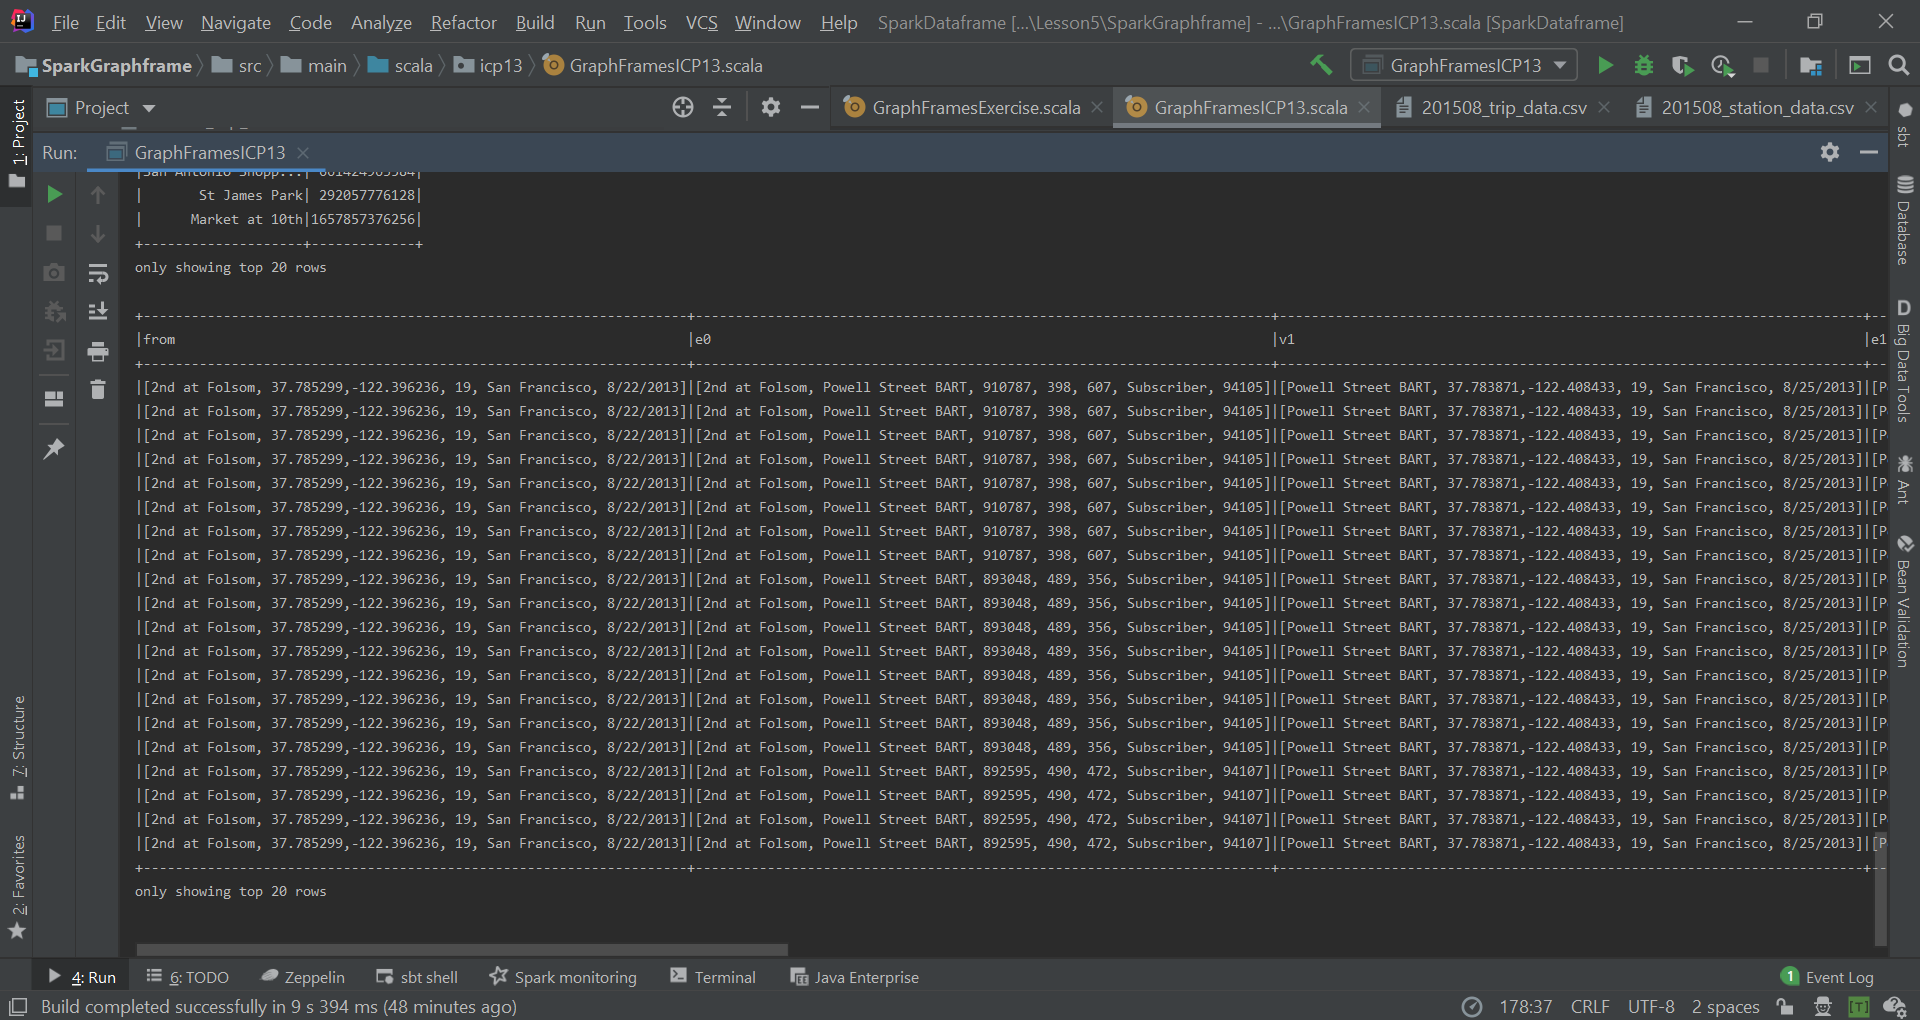 File Edit View Navigate Code Analyze Refactor Build Run Tools VCS Window Help SparkDataframe [...\Lesson5\SparkGraphframe] - ...\GraphFramesICP13.scala [SparkDataframe]
SparkGraphframe src main scala icp13 GraphFramesICP13.scala GraphFramesICP13
Project GraphFramesExercise.scala GraphFramesICP13.scala 201508_trip_data.csv 201508_station_data.csv
Run: GraphFramesICP13
| St James Park| 292057776128|
| Market at 10th|1657857376256|
+--------------------+-------------+
only showing top 20 rows
|from |e0 |v1 |e1
|[2nd at Folsom, 37.785299,-122.396236, 19, San Francisco, 8/22/2013]|[2nd at Folsom, Powell Street BART, 910787, 398, 607, Subscriber, 94105]|[Powell Street BART, 37.783871,-122.408433, 19, San Francisco, 8/25/2013]|[P
|[2nd at Folsom, 37.785299,-122.396236, 19, San Francisco, 8/22/2013]|[2nd at Folsom, Powell Street BART, 910787, 398, 607, Subscriber, 94105]|[Powell Street BART, 37.783871,-122.408433, 19, San Francisco, 8/25/2013]|[P
|[2nd at Folsom, 37.785299,-122.396236, 19, San Francisco, 8/22/2013]|[2nd at Folsom, Powell Street BART, 910787, 398, 607, Subscriber, 94105]|[Powell Street BART, 37.783871,-122.408433, 19, San Francisco, 8/25/2013]|[P
|[2nd at Folsom, 37.785299,-122.396236, 19, San Francisco, 8/22/2013]|[2nd at Folsom, Powell Street BART, 910787, 398, 607, Subscriber, 94105]|[Powell Street BART, 37.783871,-122.408433, 19, San Francisco, 8/25/2013]|[P
|[2nd at Folsom, 37.785299,-122.396236, 19, San Francisco, 8/22/2013]|[2nd at Folsom, Powell Street BART, 910787, 398, 607, Subscriber, 94105]|[Powell Street BART, 37.783871,-122.408433, 19, San Francisco, 8/25/2013]|[P
|[2nd at Folsom, 37.785299,-122.396236, 19, San Francisco, 8/22/2013]|[2nd at Folsom, Powell Street BART, 910787, 398, 607, Subscriber, 94105]|[Powell Street BART, 37.783871,-122.408433, 19, San Francisco, 8/25/2013]|[P
|[2nd at Folsom, 37.785299,-122.396236, 19, San Francisco, 8/22/2013]|[2nd at Folsom, Powell Street BART, 910787, 398, 607, Subscriber, 94105]|[Powell Street BART, 37.783871,-122.408433, 19, San Francisco, 8/25/2013]|[P
|[2nd at Folsom, 37.785299,-122.396236, 19, San Francisco, 8/22/2013]|[2nd at Folsom, Powell Street BART, 910787, 398, 607, Subscriber, 94105]|[Powell Street BART, 37.783871,-122.408433, 19, San Francisco, 8/25/2013]|[P
|[2nd at Folsom, 37.785299,-122.396236, 19, San Francisco, 8/22/2013]|[2nd at Folsom, Powell Street BART, 893048, 489, 356, Subscriber, 94105]|[Powell Street BART, 37.783871,-122.408433, 19, San Francisco, 8/25/2013]|[P
|[2nd at Folsom, 37.785299,-122.396236, 19, San Francisco, 8/22/2013]|[2nd at Folsom, Powell Street BART, 893048, 489, 356, Subscriber, 94105]|[Powell Street BART, 37.783871,-122.408433, 19, San Francisco, 8/25/2013]|[P
|[2nd at Folsom, 37.785299,-122.396236, 19, San Francisco, 8/22/2013]|[2nd at Folsom, Powell Street BART, 893048, 489, 356, Subscriber, 94105]|[Powell Street BART, 37.783871,-122.408433, 19, San Francisco, 8/25/2013]|[P
|[2nd at Folsom, 37.785299,-122.396236, 19, San Francisco, 8/22/2013]|[2nd at Folsom, Powell Street BART, 893048, 489, 356, Subscriber, 94105]|[Powell Street BART, 37.783871,-122.408433, 19, San Francisco, 8/25/2013]|[P
|[2nd at Folsom, 37.785299,-122.396236, 19, San Francisco, 8/22/2013]|[2nd at Folsom, Powell Street BART, 893048, 489, 356, Subscriber, 94105]|[Powell Street BART, 37.783871,-122.408433, 19, San Francisco, 8/25/2013]|[P
|[2nd at Folsom, 37.785299,-122.396236, 19, San Francisco, 8/22/2013]|[2nd at Folsom, Powell Street BART, 893048, 489, 356, Subscriber, 94105]|[Powell Street BART, 37.783871,-122.408433, 19, San Francisco, 8/25/2013]|[P
|[2nd at Folsom, 37.785299,-122.396236, 19, San Francisco, 8/22/2013]|[2nd at Folsom, Powell Street BART, 893048, 489, 356, Subscriber, 94105]|[Powell Street BART, 37.783871,-122.408433, 19, San Francisco, 8/25/2013]|[P
|[2nd at Folsom, 37.785299,-122.396236, 19, San Francisco, 8/22/2013]|[2nd at Folsom, Powell Street BART, 893048, 489, 356, Subscriber, 94105]|[Powell Street BART, 37.783871,-122.408433, 19, San Francisco, 8/25/2013]|[P
|[2nd at Folsom, 37.785299,-122.396236, 19, San Francisco, 8/22/2013]|[2nd at Folsom, Powell Street BART, 892595, 490, 472, Subscriber, 94107]|[Powell Street BART, 37.783871,-122.408433, 19, San Francisco, 8/25/2013]|[P
|[2nd at Folsom, 37.785299,-122.396236, 19, San Francisco, 8/22/2013]|[2nd at Folsom, Powell Street BART, 892595, 490, 472, Subscriber, 94107]|[Powell Street BART, 37.783871,-122.408433, 19, San Francisco, 8/25/2013]|[P
|[2nd at Folsom, 37.785299,-122.396236, 19, San Francisco, 8/22/2013]|[2nd at Folsom, Powell Street BART, 892595, 490, 472, Subscriber, 94107]|[Powell Street BART, 37.783871,-122.408433, 19, San Francisco, 8/25/2013]|[P
|[2nd at Folsom, 37.785299,-122.396236, 19, San Francisco, 8/22/2013]|[2nd at Folsom, Powell Street BART, 892595, 490, 472, Subscriber, 94107]|[Powell Street BART, 37.783871,-122.408433, 19, San Francisco, 8/25/2013]|[P
only showing top 20 rows
1: Project
7: Structure
2: Favorites
sbt
Database
D Big Data Tools
Ant
Bean Validation
4: Run 6: TODO Zeppelin sbt shell Spark monitoring Terminal Java Enterprise 1 Event Log
Build completed successfully in 9 s 394 ms (48 minutes ago) 178:37 CRLF UTF-8 2 spaces [T]